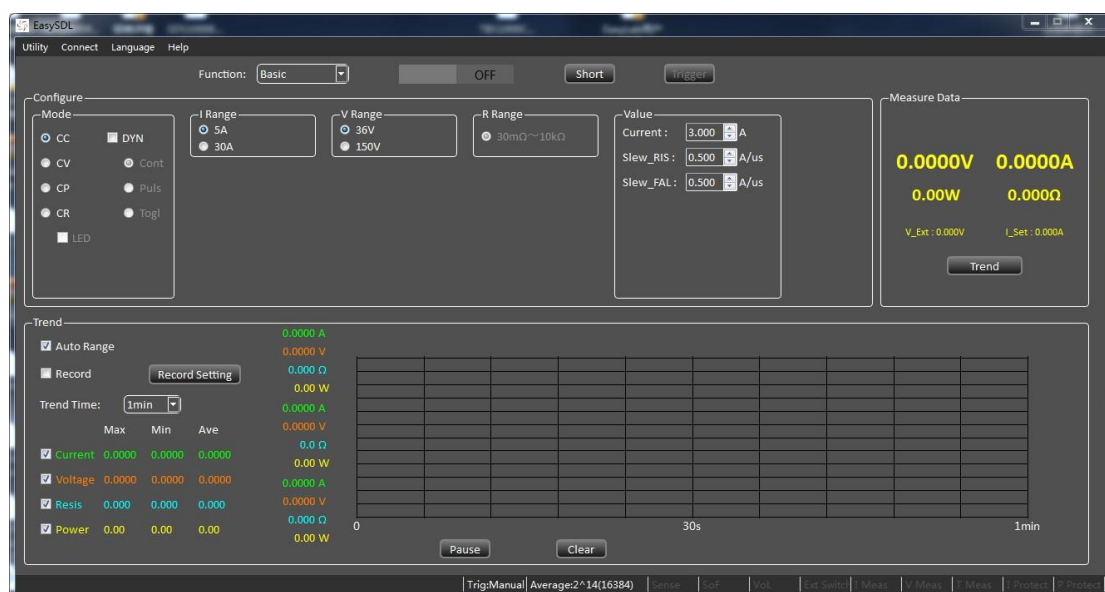 EasySDL
Utility Connect Language Help
Function: Basic OFF Short Trigger
Configure
Mode
CC DYN
CV Cont
CP Puls
CR Togl
LED
I Range
5A
30A
V Range
36V
150V
R Range
30mΩ~10kΩ
Value
Current : 3.000 A
Slew_RIS : 0.500 A/us
Slew_FAL : 0.500 A/us
Measure Data
0.0000V 0.0000A
0.00W 0.000Ω
V_Ext : 0.000V I_Set : 0.000A
Trend
Trend
Auto Range
Record Record Setting
Trend Time: 1min
Max Min Ave
Current 0.0000 0.0000 0.0000
Voltage 0.0000 0.0000 0.0000
Resis 0.000 0.000 0.000
Power 0.00 0.00 0.00
0.0000 A
0.0000 V
0.000 Ω
0.00 W
0.0000 A
0.0000 V
0.0 Ω
0.00 W
0.0000 A
0.0000 V
0.000 Ω
0.00 W
0 30s 1min
Pause Clear
Trig:Manual Average:2^14(16384) Sense SoF VoL Ext Switch I Meas V Meas T Meas I Protect P Protect